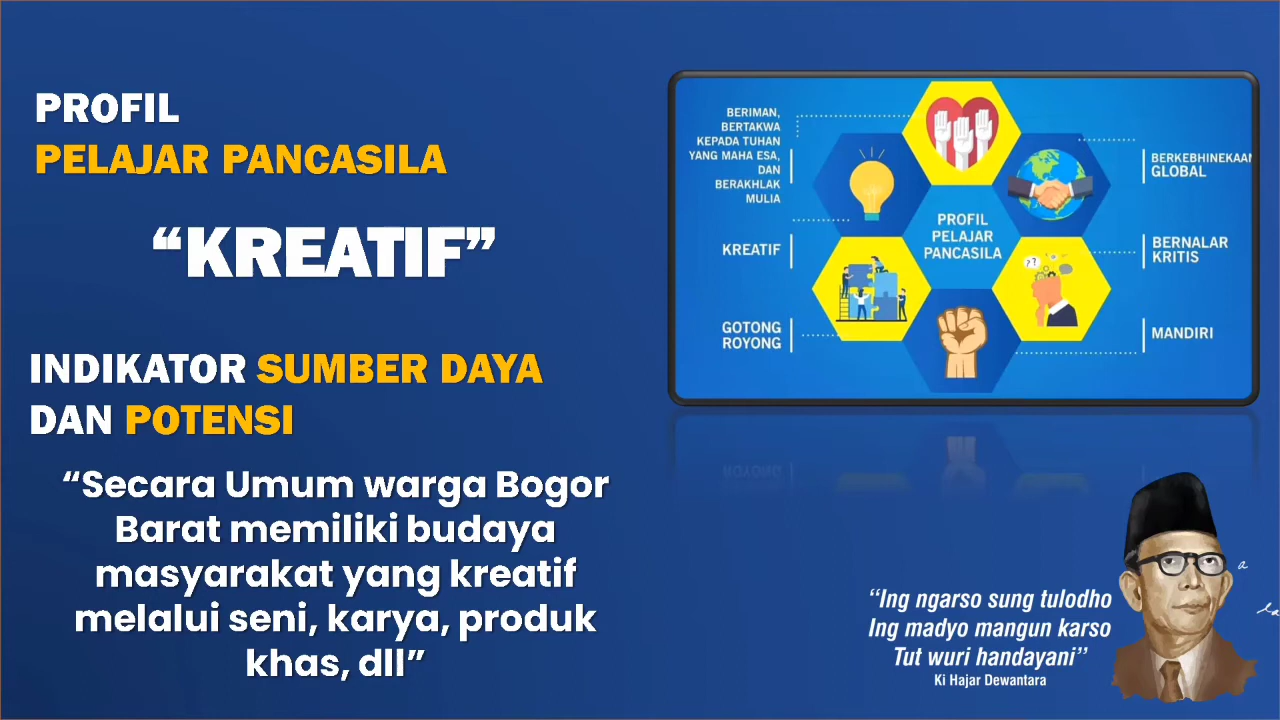 PROFIL
PELAJAR PANCASILA
“KREATIF”
INDIKATOR SUMBER DAYA
DAN POTENSI
“Secara Umum warga Bogor
Barat memiliki budaya
masyarakat yang kreatif
melalui seni, karya, produk
khas, dll”
BERIMAN,
BERTAKWA
KEPADA TUHAN
YANG MAHA ESA,
DAN
BERAKHLAK
MULIA
KREATIF
GOTONG
ROYONG
PROFIL
PELAJAR
PANCASILA
BERKEBHINEKAAN
GLOBAL
BERNALAR
KRITIS
MANDIRI
“Ing ngarso sung tulodho
Ing madyo mangun karso
Tut wuri handayani”
Ki Hajar Dewantara